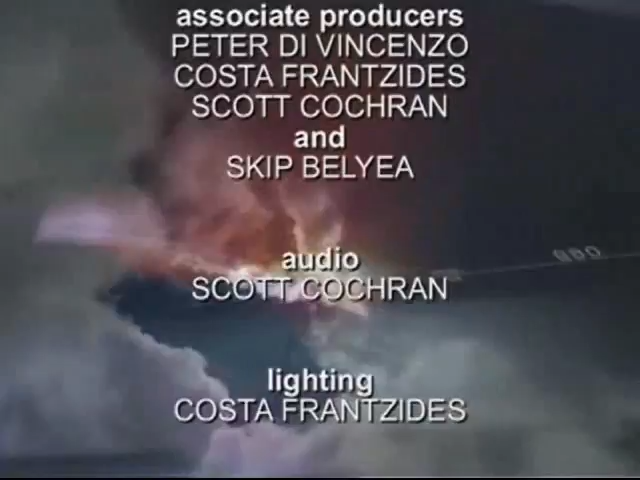 associate producers
PETER DI VINCENZO
COSTA FRANTZIDES
SCOTT COCHRAN
and
SKIP BELYEA
audio
SCOTT COCHRAN
lighting
COSTA FRANTZIDES